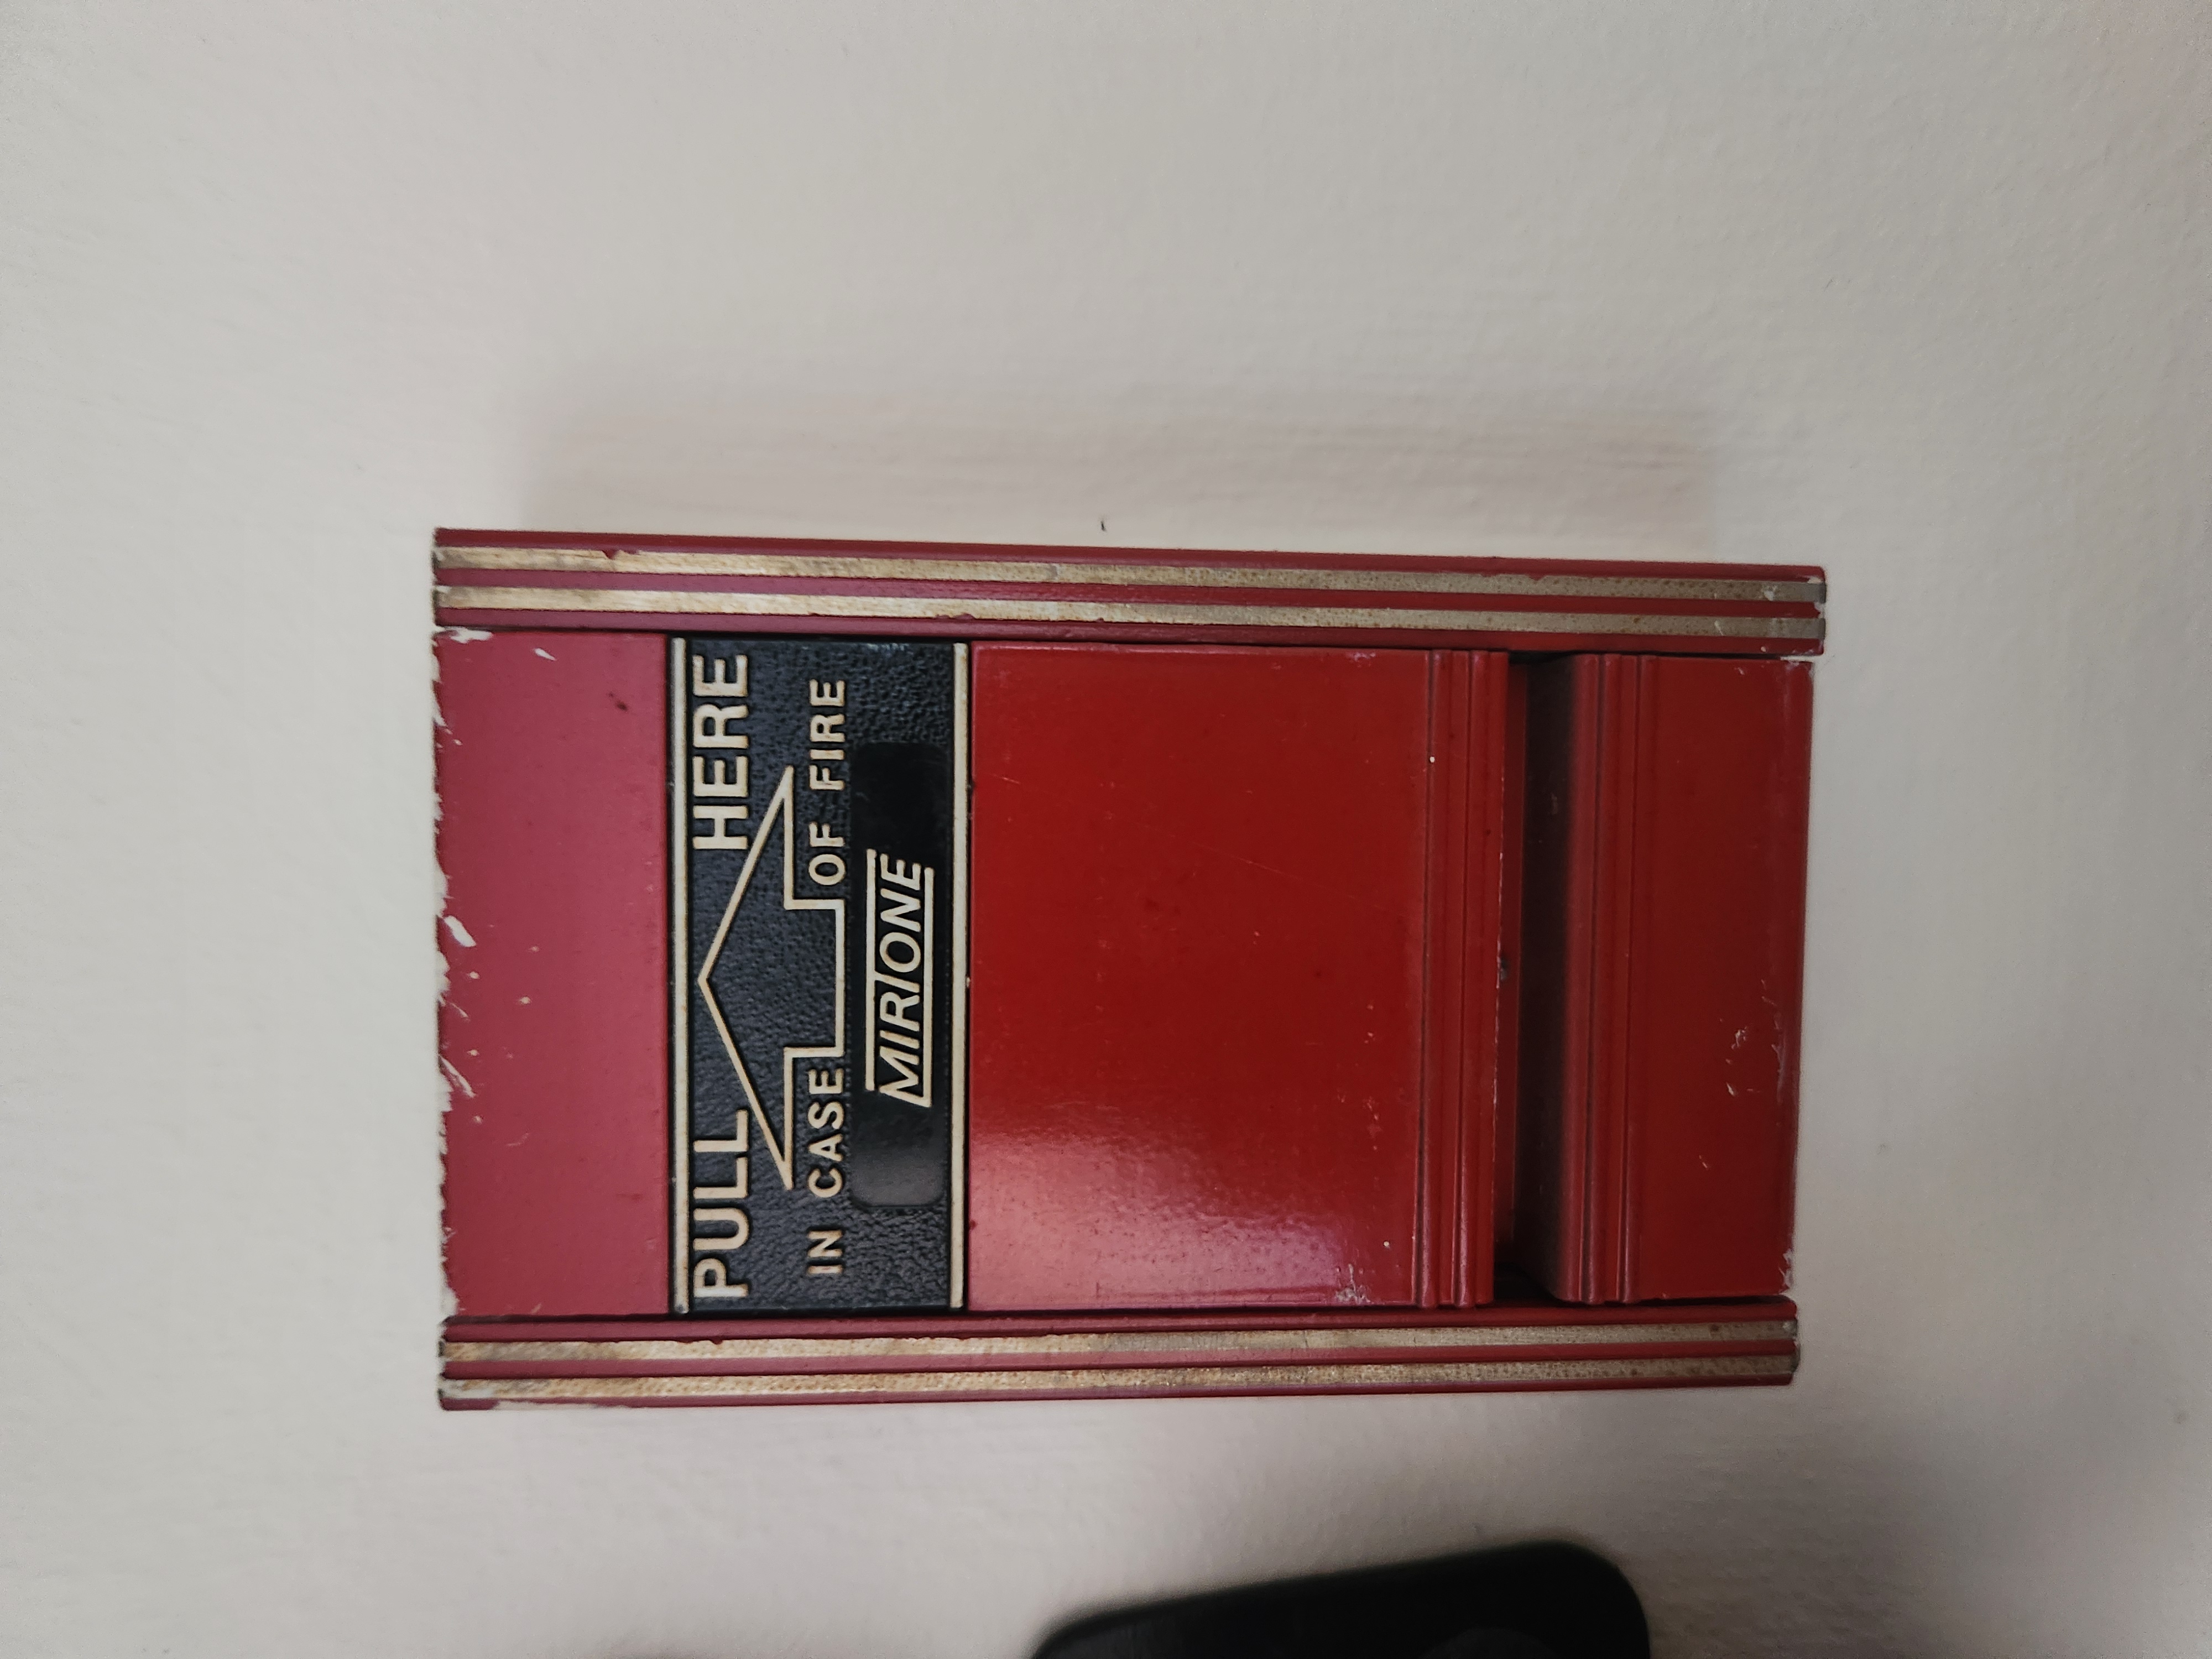 PULL HERE
IN CASE OF FIRE
MIRTONE